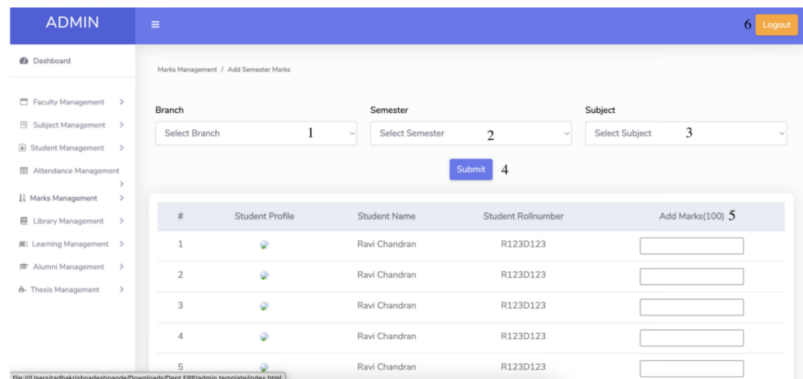 ADMIN
6 Logout
Dashboard
Marks Management / Add Semester Marks
Faculty Management >
Subject Management >
Student Management >
Attendance Management >
Marks Management >
Library Management >
Learning Management >
Alumni Management >
Thesis Management >
Branch Semester Subject
Select Branch 1 Select Semester 2 Select Subject 3
Submit 4
# Student Profile Student Name Student Rollnumber Add Marks(100) 5
1 Ravi Chandran R123D123
2 Ravi Chandran R123D123
3 Ravi Chandran R123D123
4 Ravi Chandran R123D123
5 Ravi Chandran R123D123